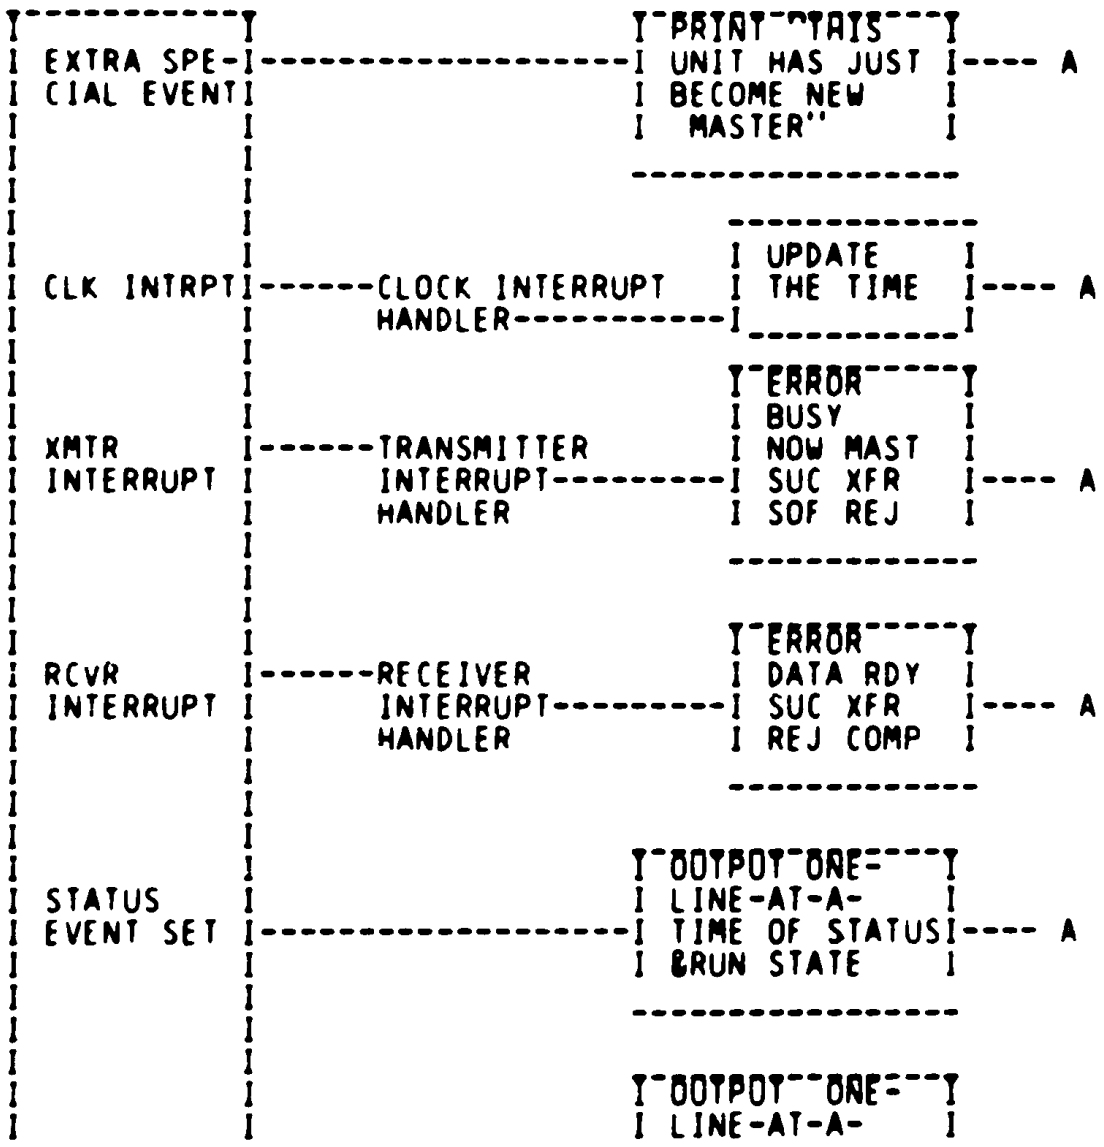 EXTRA SPE-
CIAL EVENT
PRINT "THIS
UNIT HAS JUST
BECOME NEW
MASTER"
A
CLK INTRPT
CLOCK INTERRUPT
HANDLER
UPDATE
THE TIME
A
XMTR
INTERRUPT
TRANSMITTER
INTERRUPT
HANDLER
ERROR
BUSY
NOW MAST
SUC XFR
SOF REJ
A
RCVR
INTERRUPT
RECEIVER
INTERRUPT
HANDLER
ERROR
DATA RDY
SUC XFR
REJ COMP
A
STATUS
EVENT SET
OUTPUT ONE-
LINE-AT-A-
TIME OF STATUS
&RUN STATE
A
OUTPUT ONE-
LINE-AT-A-